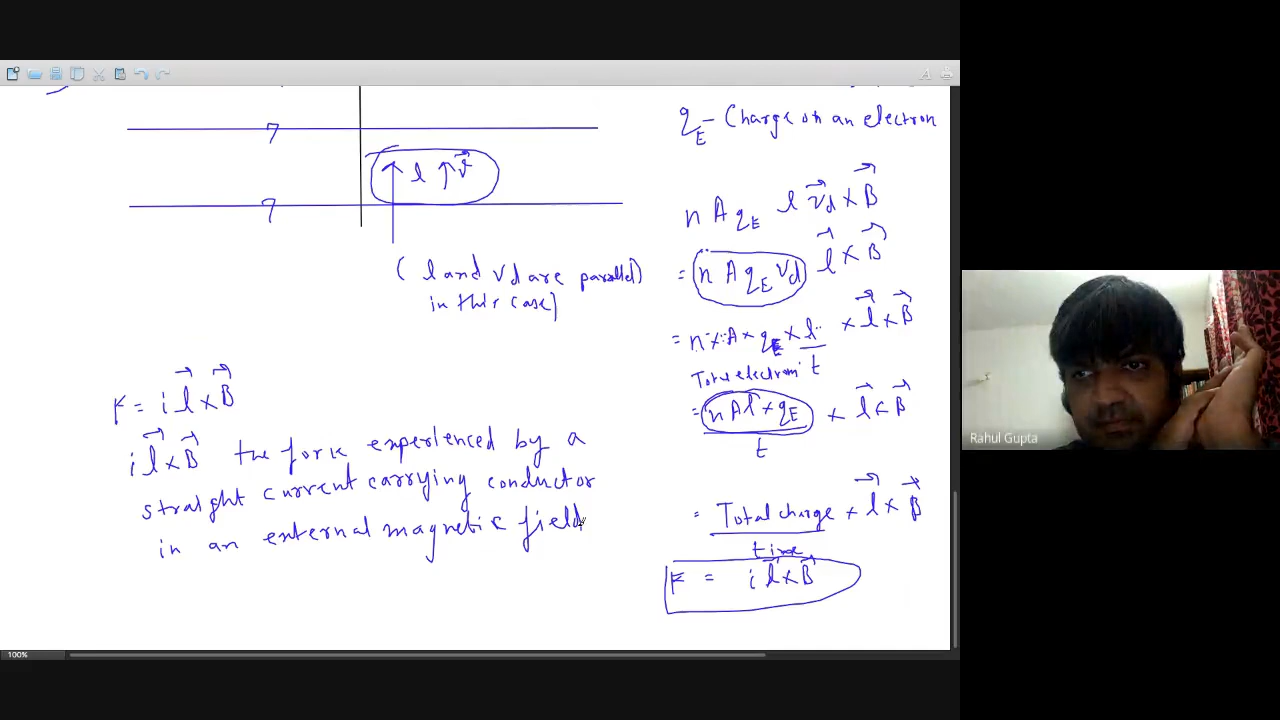 q_E - Charge on an electron
l ↑ v⃗
n A q_E l v⃗d × B⃗
( l and vd are parallel)
in this case]
= n A q_E vd l⃗ × B⃗
= n × A × q_E × l/t × l⃗ × B⃗
Total electron
= nAl × q_E / t × l⃗ × B⃗
= Total charge / time × l⃗ × B⃗
F = i l⃗ × B⃗
F = i l⃗ × B⃗
i l⃗ × B⃗ the force experienced by a
straight current carrying conductor
in an external magnetic field
Rahul Gupta
100%